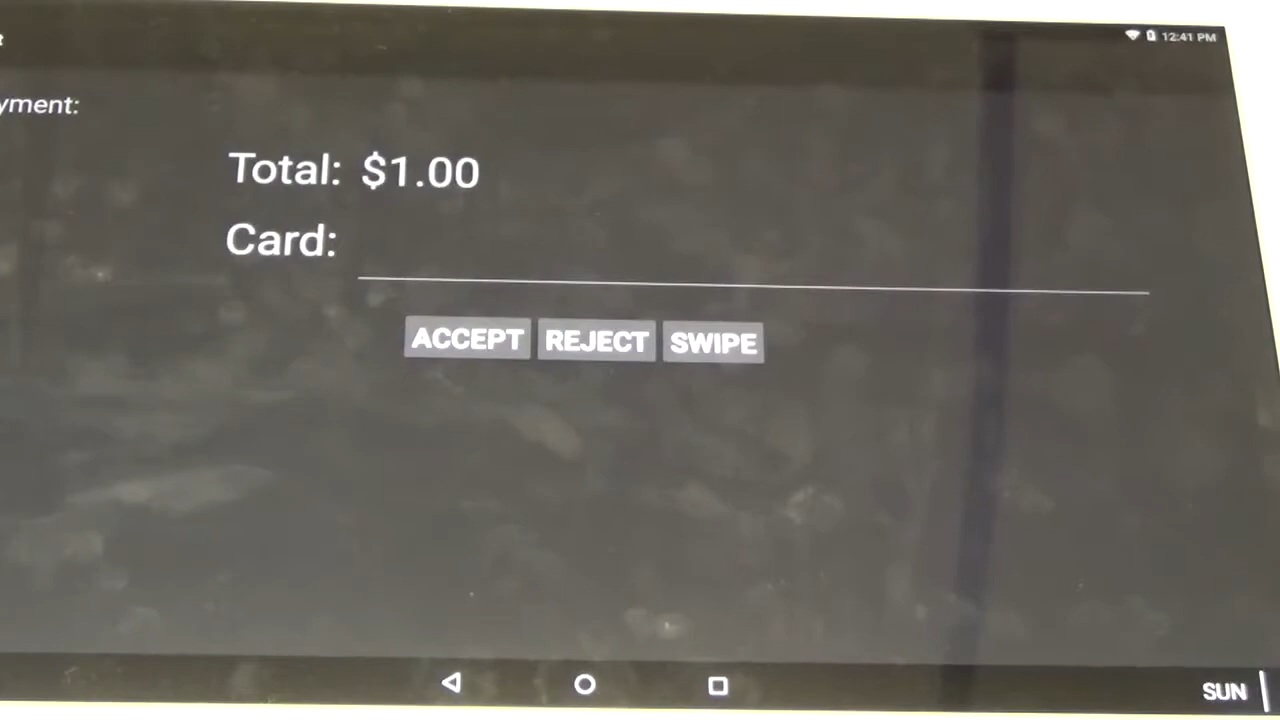 12:41 PM
yment:
Total: $1.00
Card:
ACCEPT REJECT SWIPE
SUN